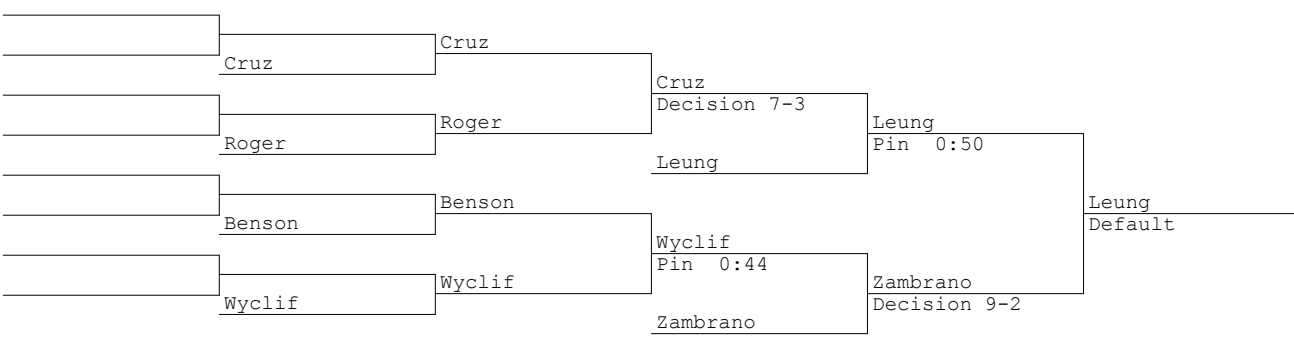 Cruz
Cruz
Cruz
Decision 7-3
Roger
Roger
Leung
Pin  0:50
Leung
Benson
Benson
Leung
Default
Wyclif
Pin  0:44
Wyclif
Wyclif
Zambrano
Decision 9-2
Zambrano